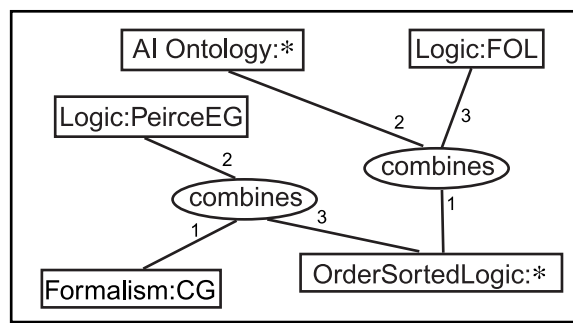 AI Ontology:*
Logic:FOL
Logic:PeirceEG
2
3
2
combines
combines
1
3
1
Formalism:CG
OrderSortedLogic:*